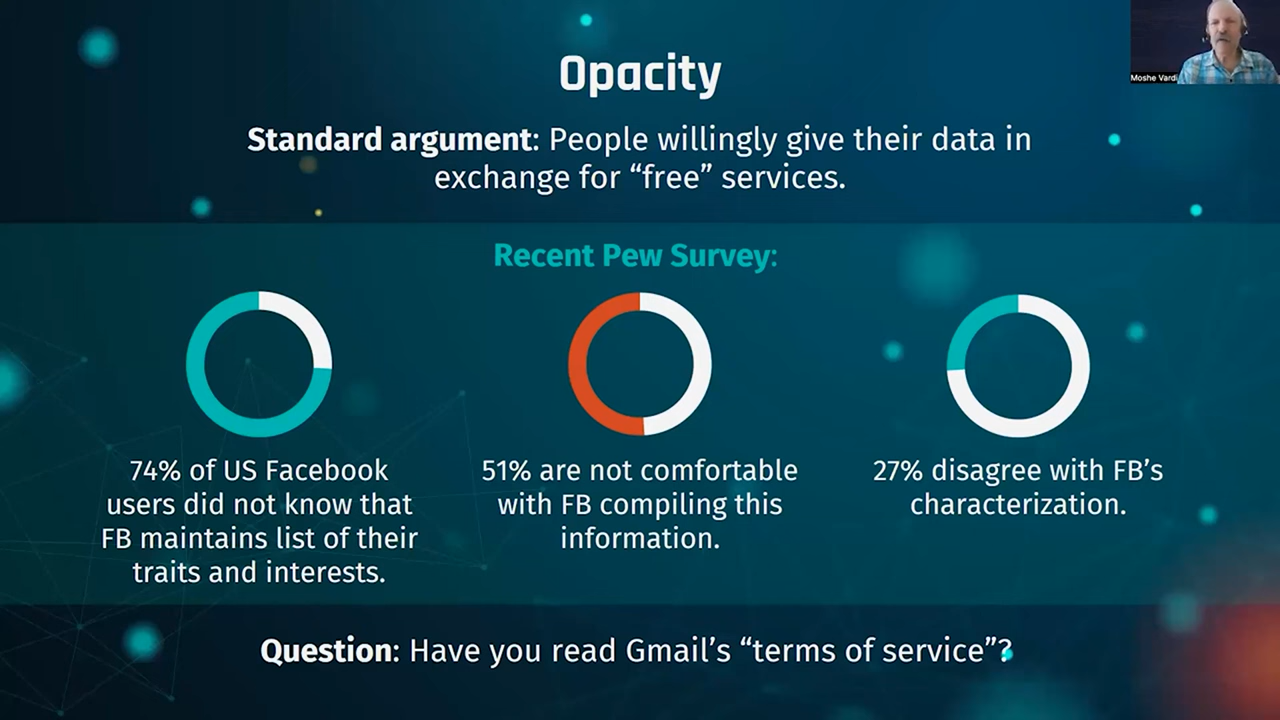 Opacity
Moshe Vardi
Standard argument: People willingly give their data in
exchange for “free” services.
Recent Pew Survey:
74% of US Facebook
users did not know that
FB maintains list of their
traits and interests.
51% are not comfortable
with FB compiling this
information.
27% disagree with FB’s
characterization.
Question: Have you read Gmail’s “terms of service”?